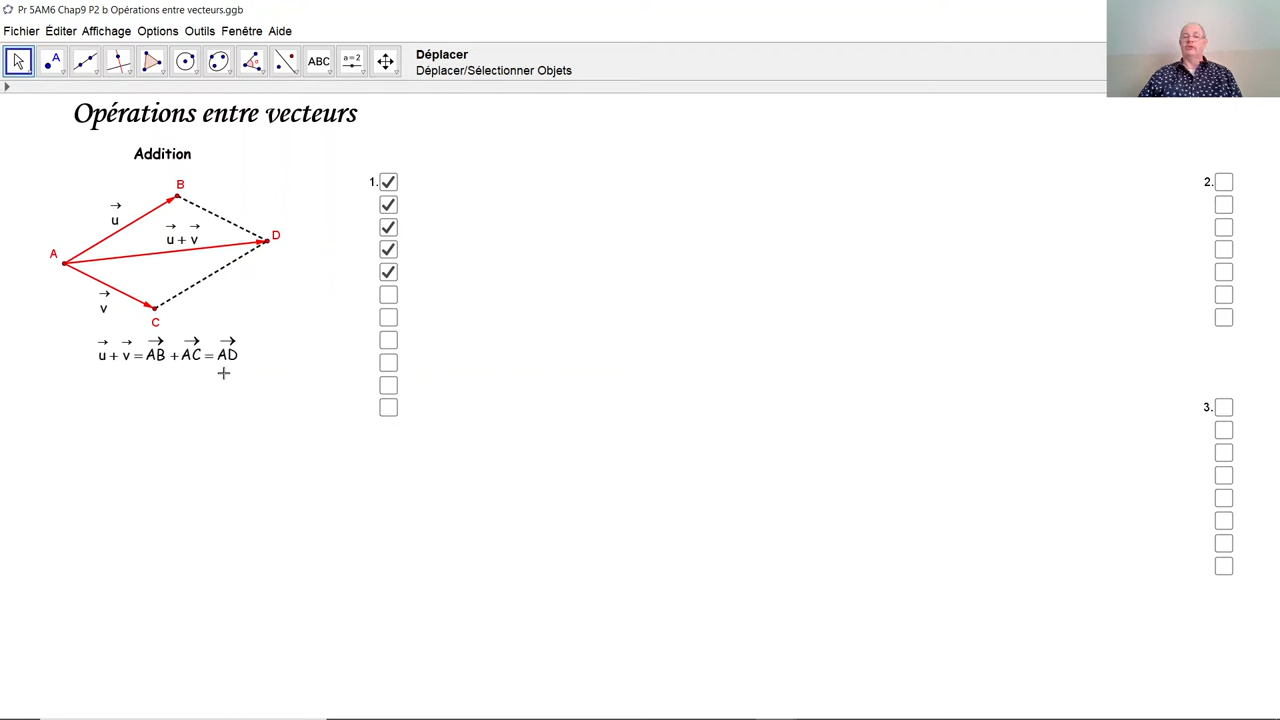 Pr 5AM6 Chap9 P2 b Opérations entre vecteurs.ggb
Fichier Éditer Affichage Options Outils Fenêtre Aide
A
ABC
a=2
Déplacer
Déplacer/Sélectionner Objets
Opérations entre vecteurs
Addition
B
u
u + v
D
A
v
C
u + v = AB + AC = AD
1.
2.
3.